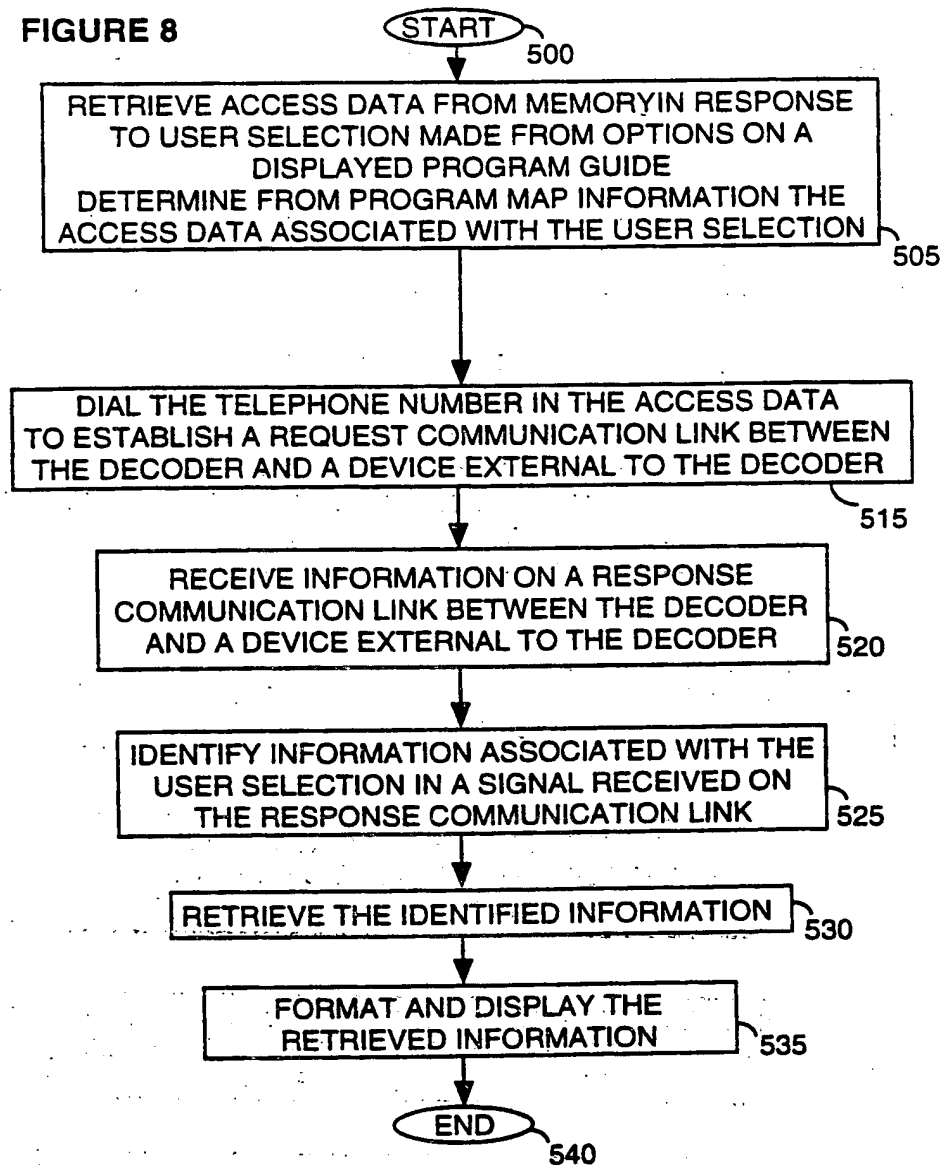 FIGURE 8
START
500
RETRIEVE ACCESS DATA FROM MEMORYIN RESPONSE
TO USER SELECTION MADE FROM OPTIONS ON A
DISPLAYED PROGRAM GUIDE
DETERMINE FROM PROGRAM MAP INFORMATION THE
ACCESS DATA ASSOCIATED WITH THE USER SELECTION
505
DIAL THE TELEPHONE NUMBER IN THE ACCESS DATA
TO ESTABLISH A REQUEST COMMUNICATION LINK BETWEEN
THE DECODER AND A DEVICE EXTERNAL TO THE DECODER
515
RECEIVE INFORMATION ON A RESPONSE
COMMUNICATION LINK BETWEEN THE DECODER
AND A DEVICE EXTERNAL TO THE DECODER
520
IDENTIFY INFORMATION ASSOCIATED WITH THE
USER SELECTION IN A SIGNAL RECEIVED ON
THE RESPONSE COMMUNICATION LINK
525
RETRIEVE THE IDENTIFIED INFORMATION
530
FORMAT AND DISPLAY THE
RETRIEVED INFORMATION
535
END
540